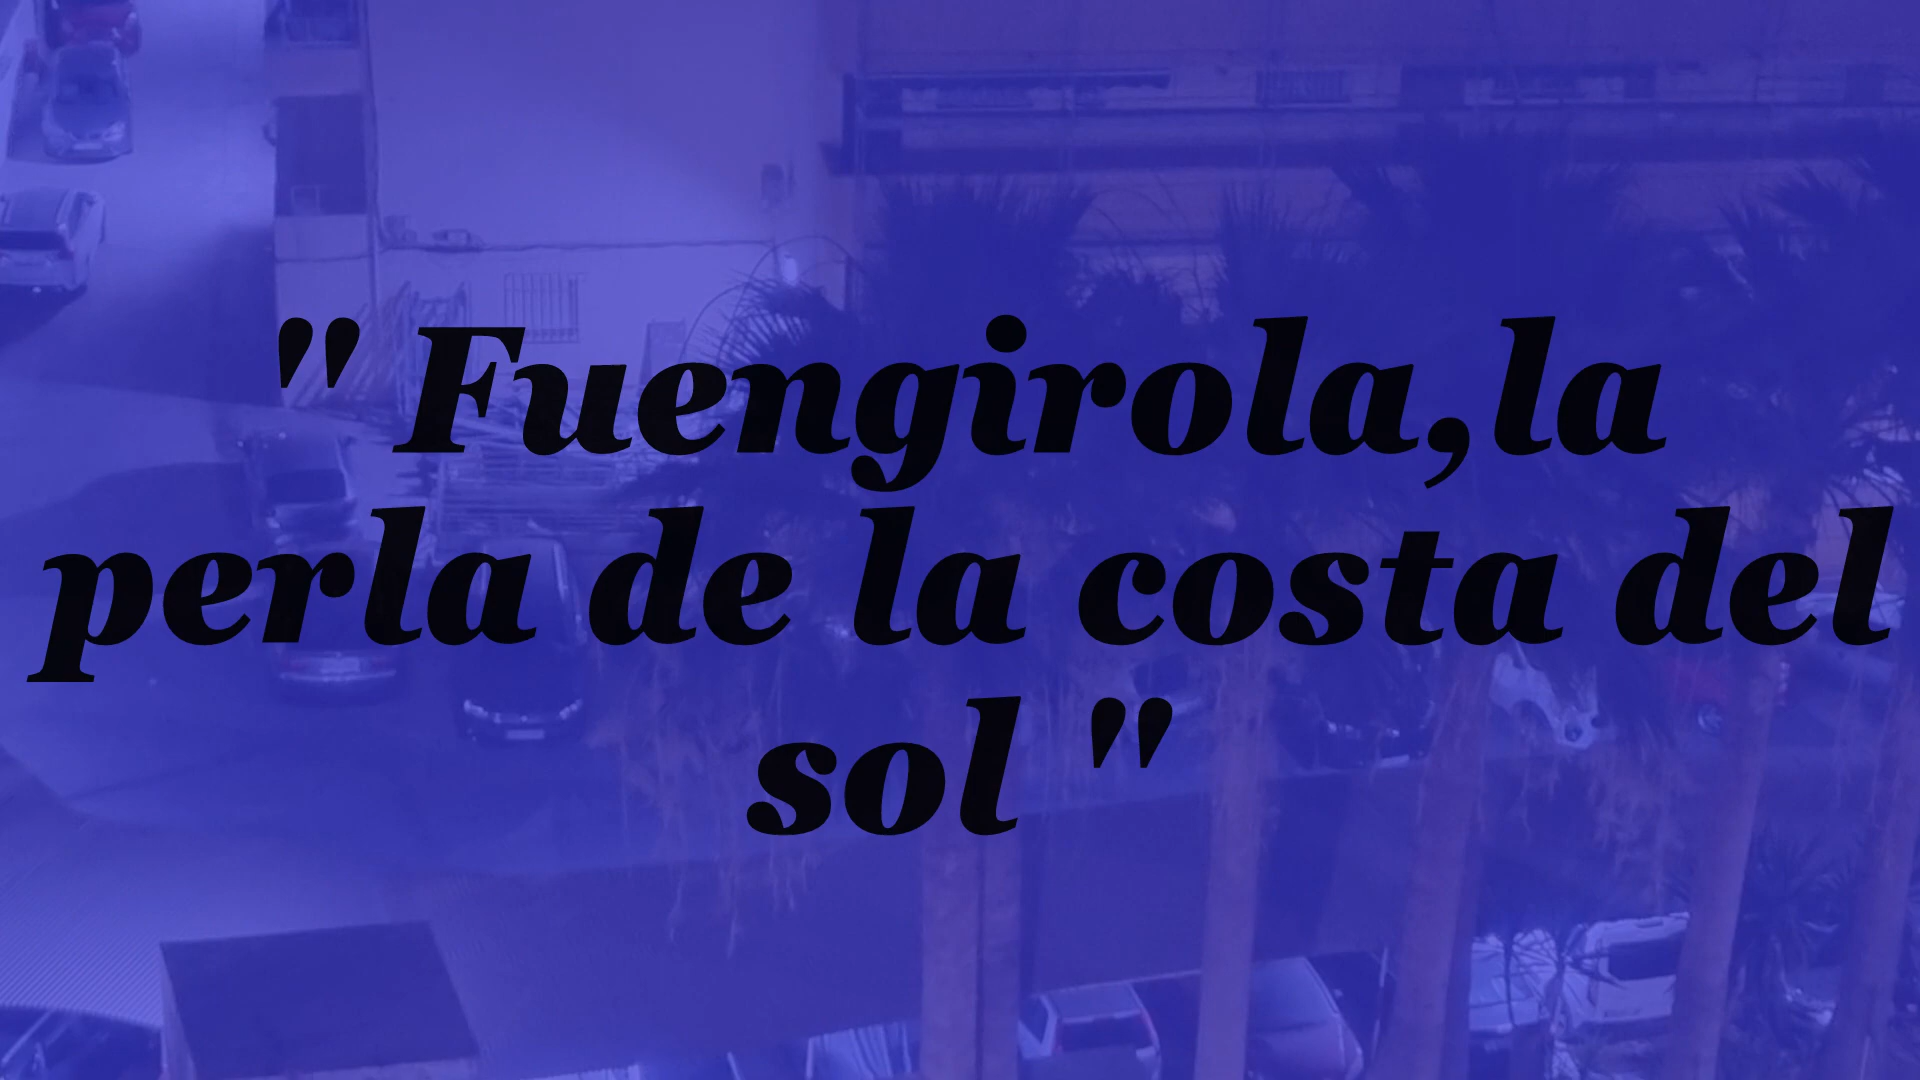 " Fuengirola,la
perla de la costa del
sol "